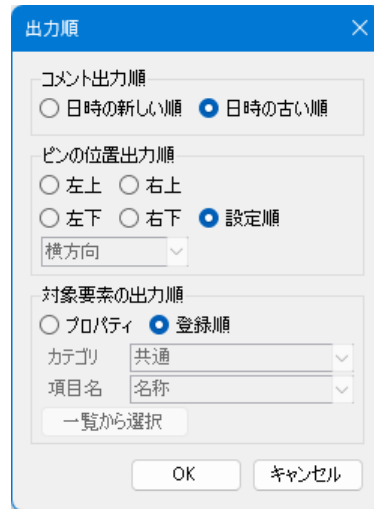 出力順
コメント出力順
日時の新しい順 日時の古い順
ピンの位置出力順
左上 右上
左下 右下 設定順
横方向
対象要素の出力順
プロパティ 登録順
カテゴリ 共通
項目名 名称
一覧から選択
OK キャンセル